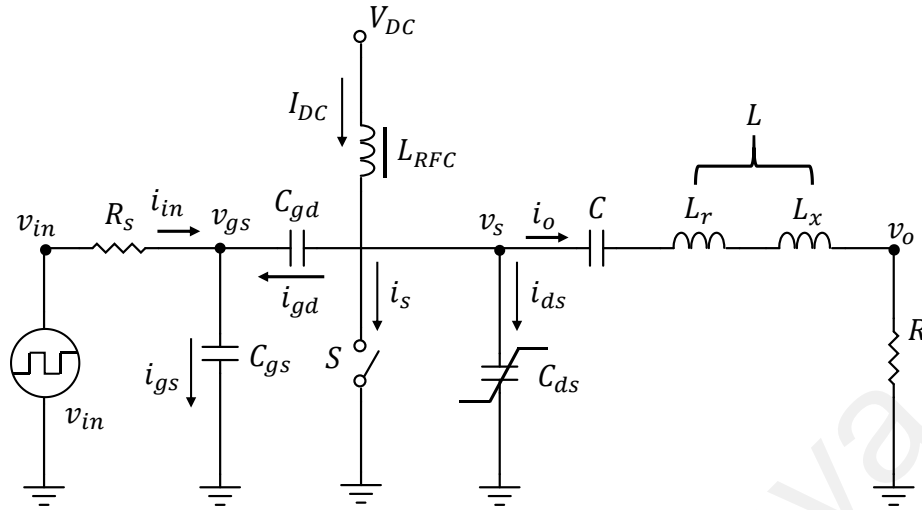 V_DC
I_DC
L_RFC
L
v_in
R_s
i_in
v_gs
C_gd
v_s
i_o
C
L_r
L_x
v_o
i_gd
i_s
i_ds
R
S
C_gs
C_ds
i_gs
v_in